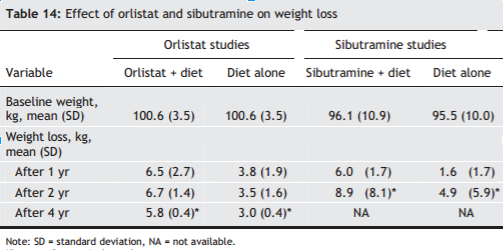 Table 14: Effect of orlistat and sibutramine on weight loss
Orlistat studies Sibutramine studies
Variable Orlistat + diet Diet alone Sibutramine + diet Diet alone
Baseline weight,
kg, mean (SD) 100.6 (3.5) 100.6 (3.5) 96.1 (10.9) 95.5 (10.0)
Weight loss, kg,
mean (SD)
After 1 yr 6.5 (2.7) 3.8 (1.9) 6.0 (1.7) 1.6 (1.7)
After 2 yr 6.7 (1.4) 3.5 (1.6) 8.9 (8.1)* 4.9 (5.9)*
After 4 yr 5.8 (0.4)* 3.0 (0.4)* NA NA
Note: SD = standard deviation, NA = not available.